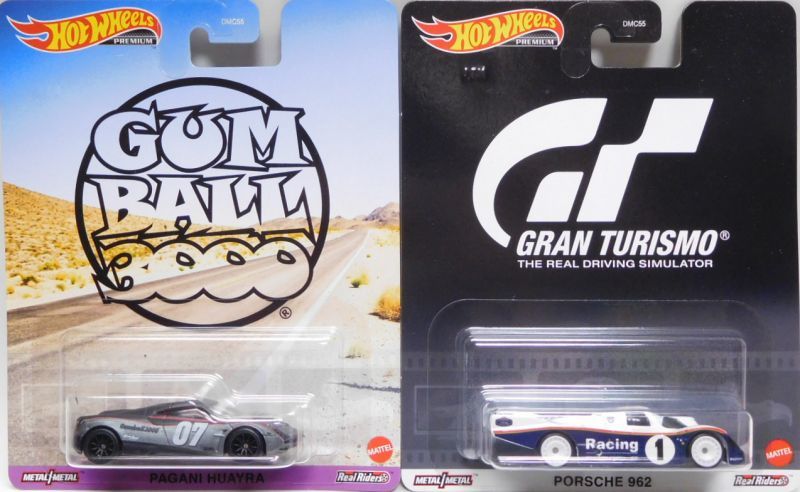 HOT WHEELS
PREMIUM
DMC55
GUM
BALL
3000
®
07
MATTEL
METAL/METAL
PAGANI HUAYRA
Real Riders
HOT WHEELS
PREMIUM
DMC55
GT
GRAN TURISMO®
THE REAL DRIVING SIMULATOR
Racing 1
MATTEL
METAL/METAL
PORSCHE 962
Real Riders